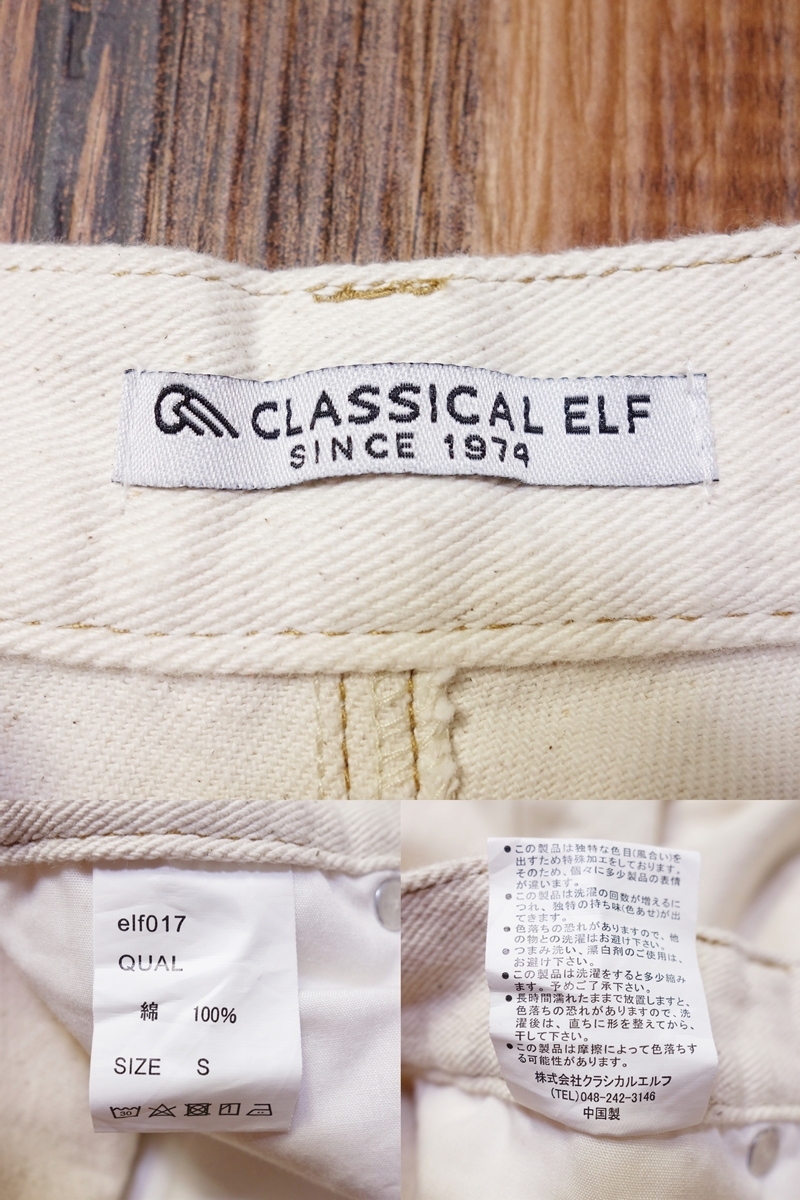 CLASSICAL ELF
SINCE 1974
elf017
QUAL
綿 100%
SIZE S
30
●この製品は独特な色目(風合い)を
出すため特殊加工をしております。
そのため、個々に多少製品の表情
が違います。
●この製品は洗濯の回数が増えるに
つれ、独特の持ち味(色あせ)が出
てきます。
●色落ちの恐れがありますので、他
の物との洗濯はお避け下さい。
●つまみ洗い、漂白剤のご使用は、
お避け下さい。
●この製品は洗濯をすると多少縮み
ます。予めご了承下さい。
●長時間濡れたままで放置しますと、
色落ちの恐れがありますので、洗
濯後は、直ちに形を整えてから、
干して下さい。
●この製品は摩擦によって色落ちす
る可能性があります。
株式会社クラシカルエルフ
(TEL)048-242-3146
中国製